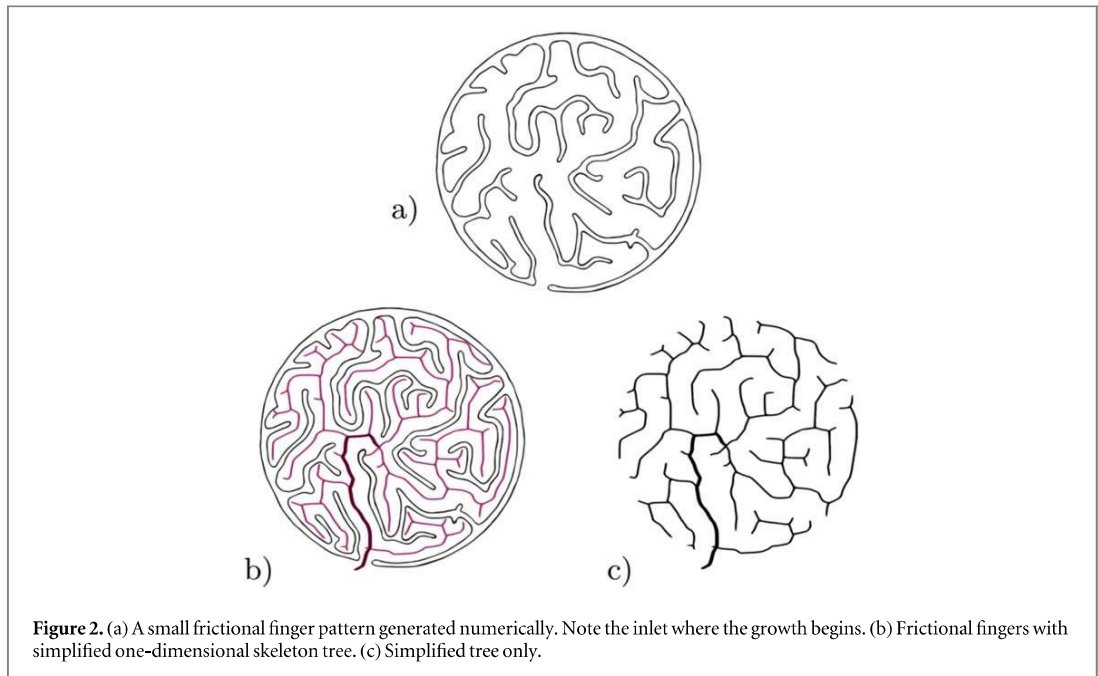 a)
b)
c)
Figure 2. (a) A small frictional finger pattern generated numerically. Note the inlet where the growth begins. (b) Frictional fingers with
simplified one-dimensional skeleton tree. (c) Simplified tree only.